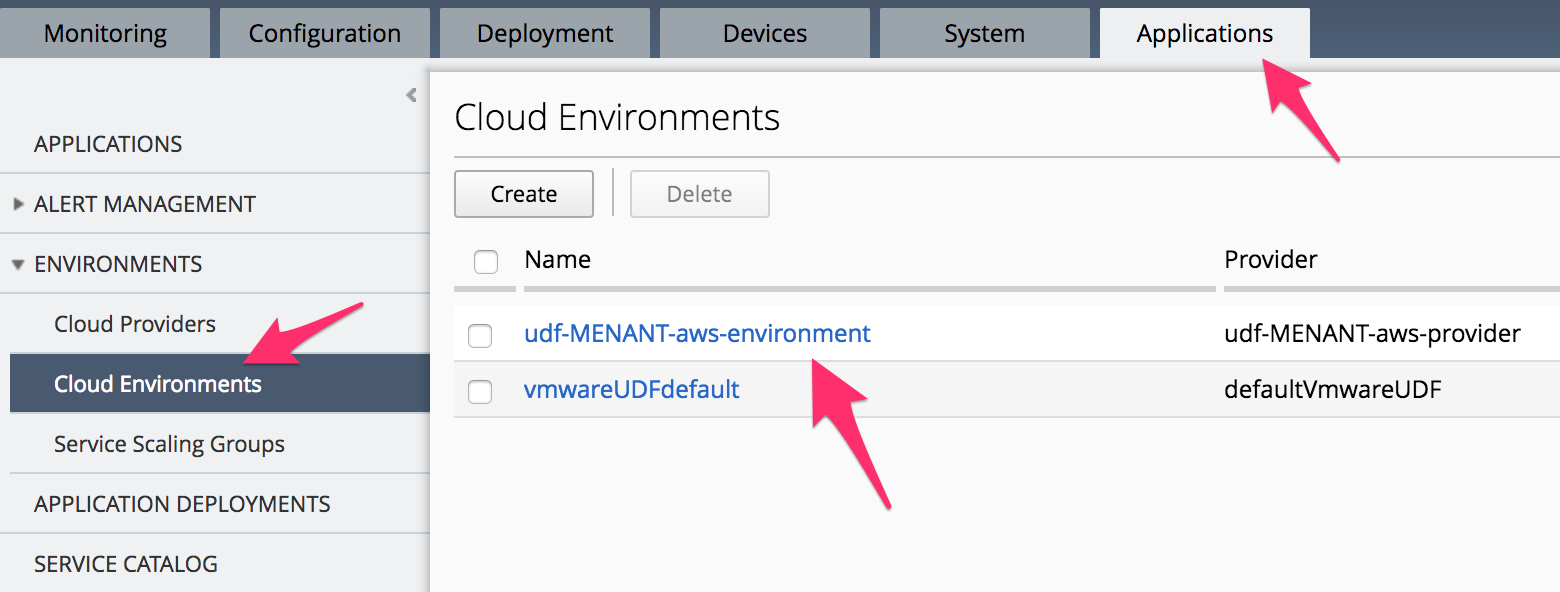 Monitoring Configuration Deployment Devices System Applications
APPLICATIONS
ALERT MANAGEMENT
ENVIRONMENTS
Cloud Providers
Cloud Environments
Service Scaling Groups
APPLICATION DEPLOYMENTS
SERVICE CATALOG
Cloud Environments
Create Delete
Name Provider
udf-MENANT-aws-environment udf-MENANT-aws-provider
vmwareUDFdefault defaultVmwareUDF